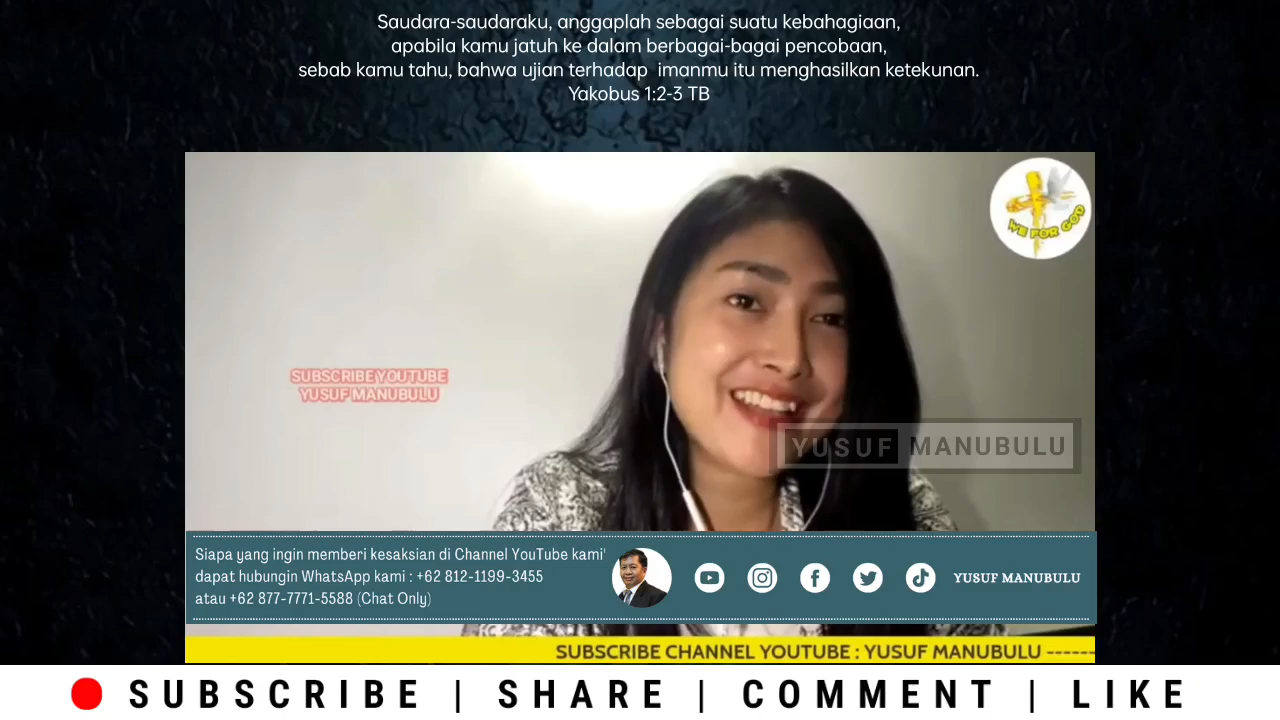 Saudara-saudaraku, anggaplah sebagai suatu kebahagiaan,
apabila kamu jatuh ke dalam berbagai-bagai pencobaan,
sebab kamu tahu, bahwa ujian terhadap  imanmu itu menghasilkan ketekunan.
Yakobus 1:2-3 TB
WE FOR GOD
SUBSCRIBE YOUTUBE
YUSUF MANUBULU
YUSUF MANUBULU
Siapa yang ingin memberi kesaksian di Channel YouTube kami'
dapat hubungin WhatsApp kami : +62 812-1199-3455
atau +62 877-7771-5588 (Chat Only)
YUSUF MANUBULU
SUBSCRIBE CHANNEL YOUTUBE : YUSUF MANUBULU ------
SUBSCRIBE | SHARE | COMMENT | LIKE